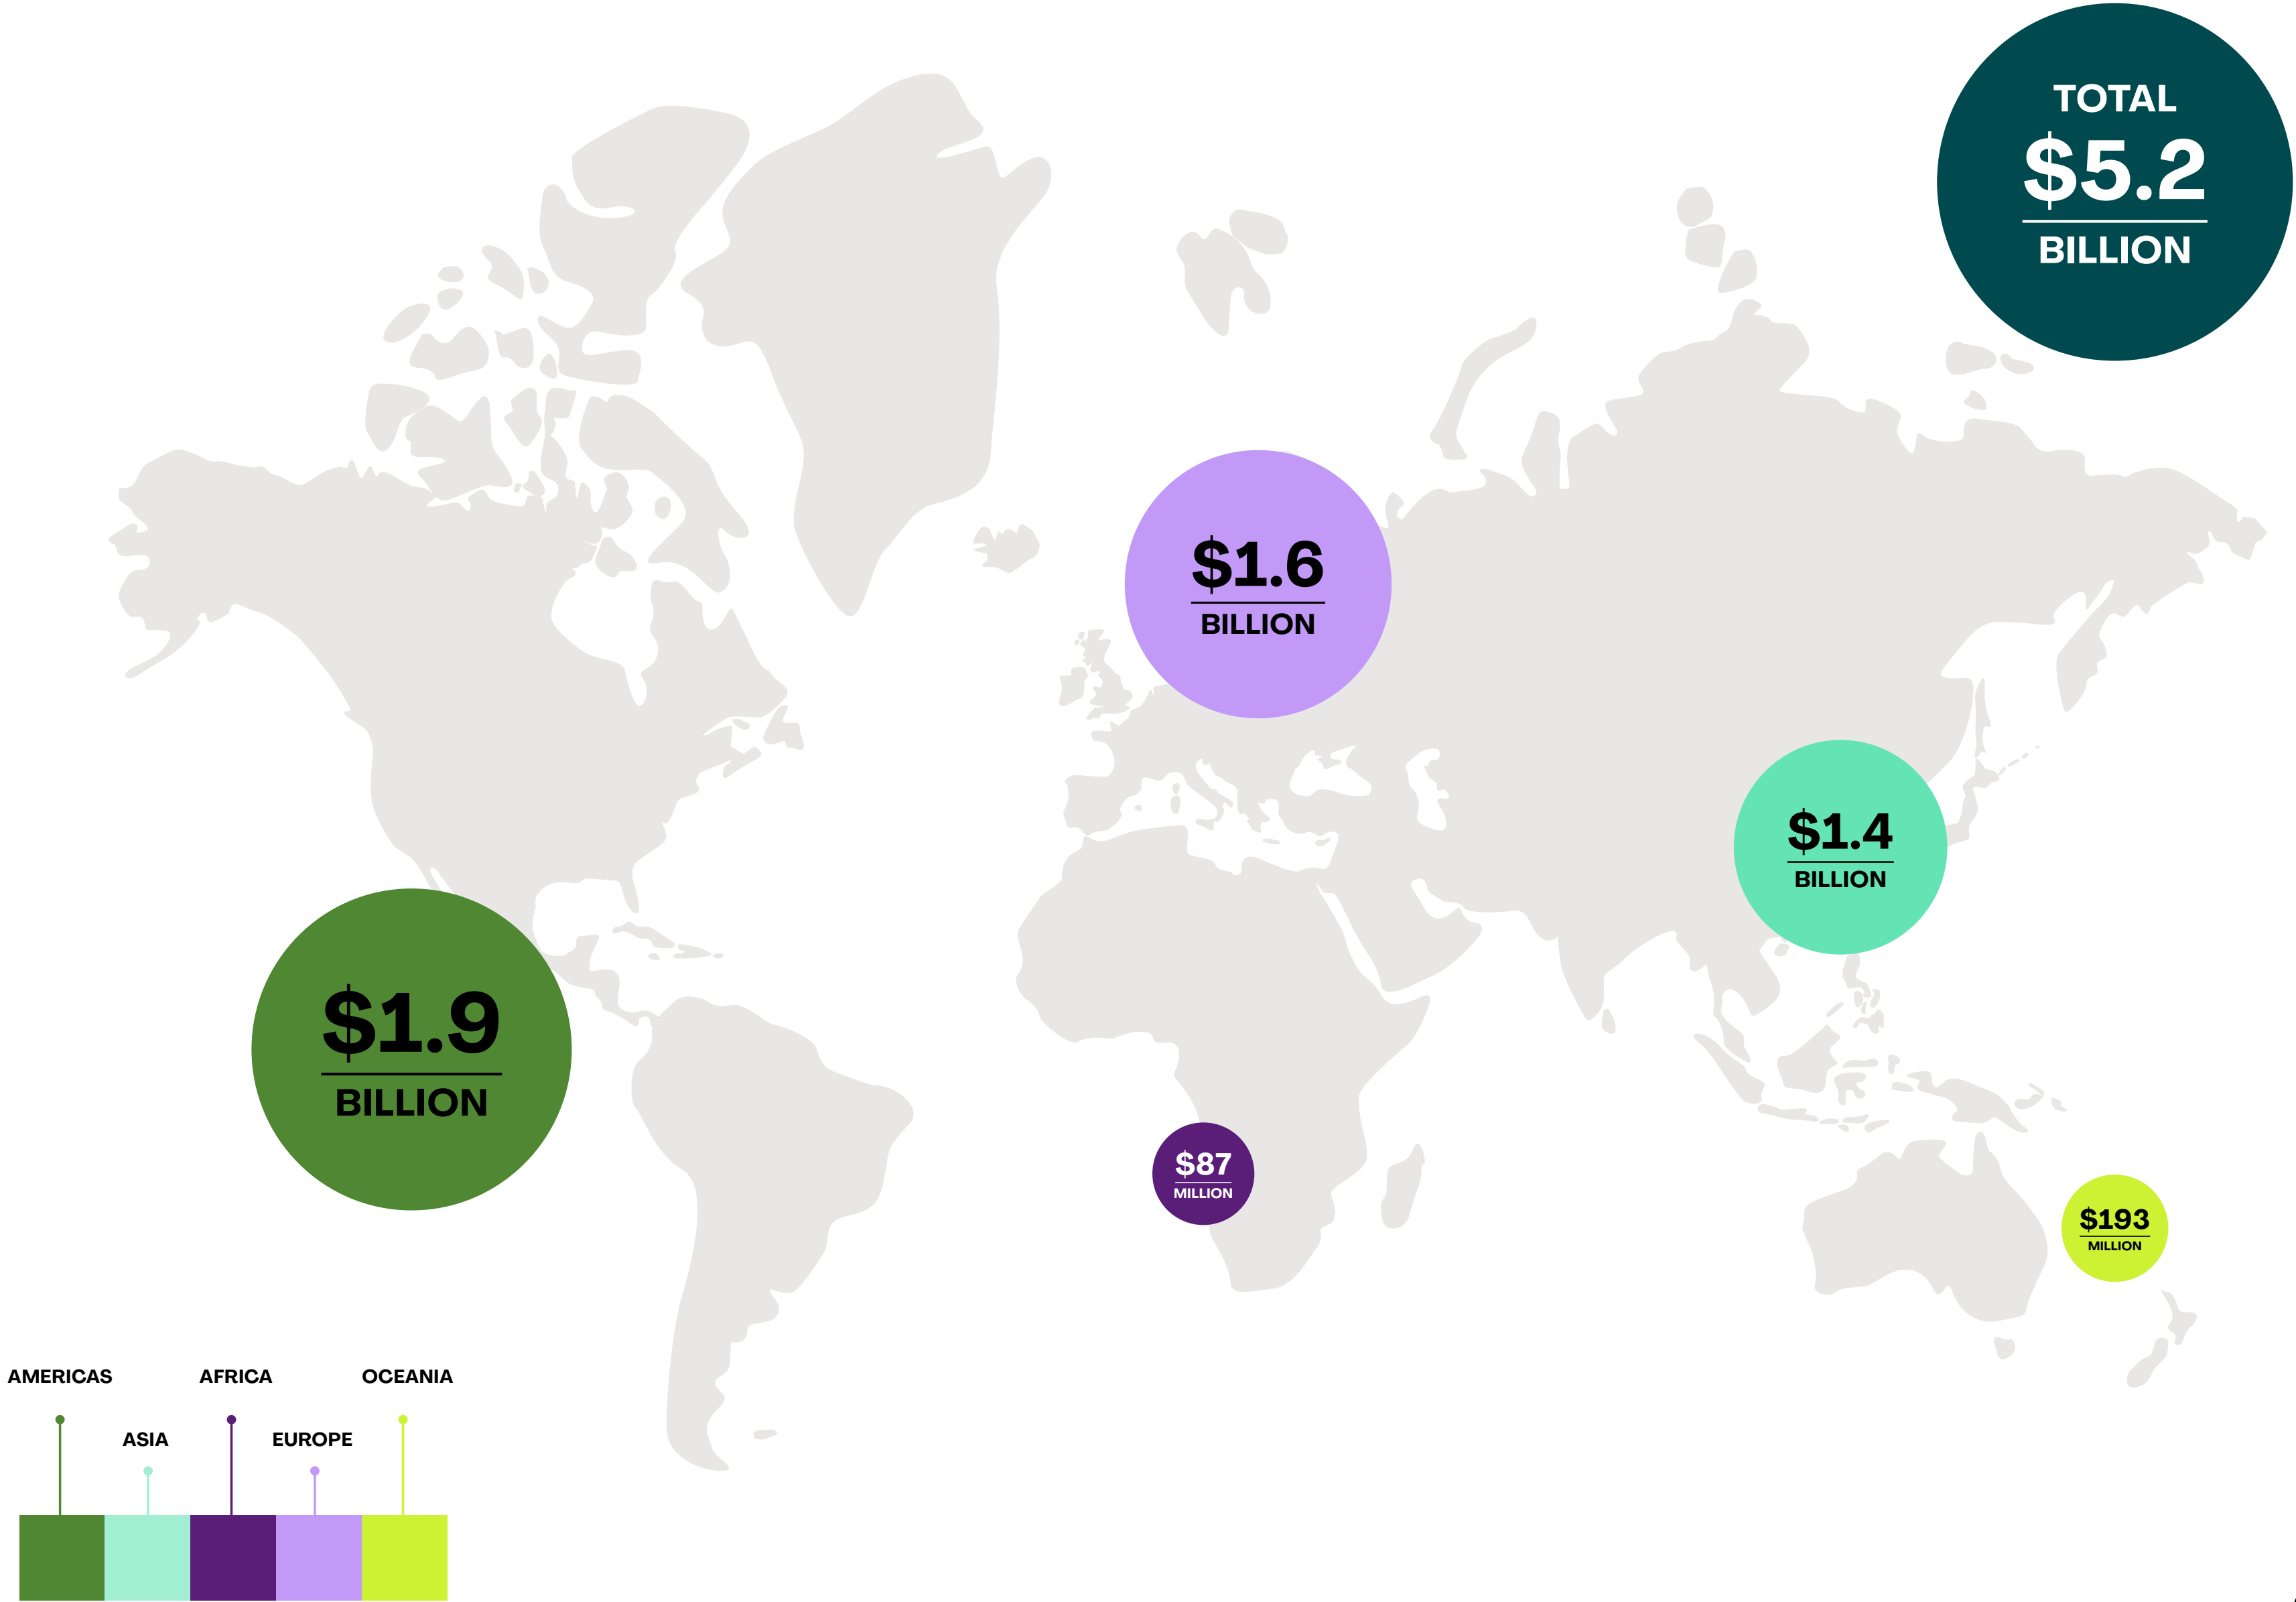 TOTAL
$5.2
BILLION
$1.6
BILLION
$1.4
BILLION
$1.9
BILLION
$87
MILLION
$193
MILLION
AMERICAS
AFRICA
OCEANIA
ASIA
EUROPE